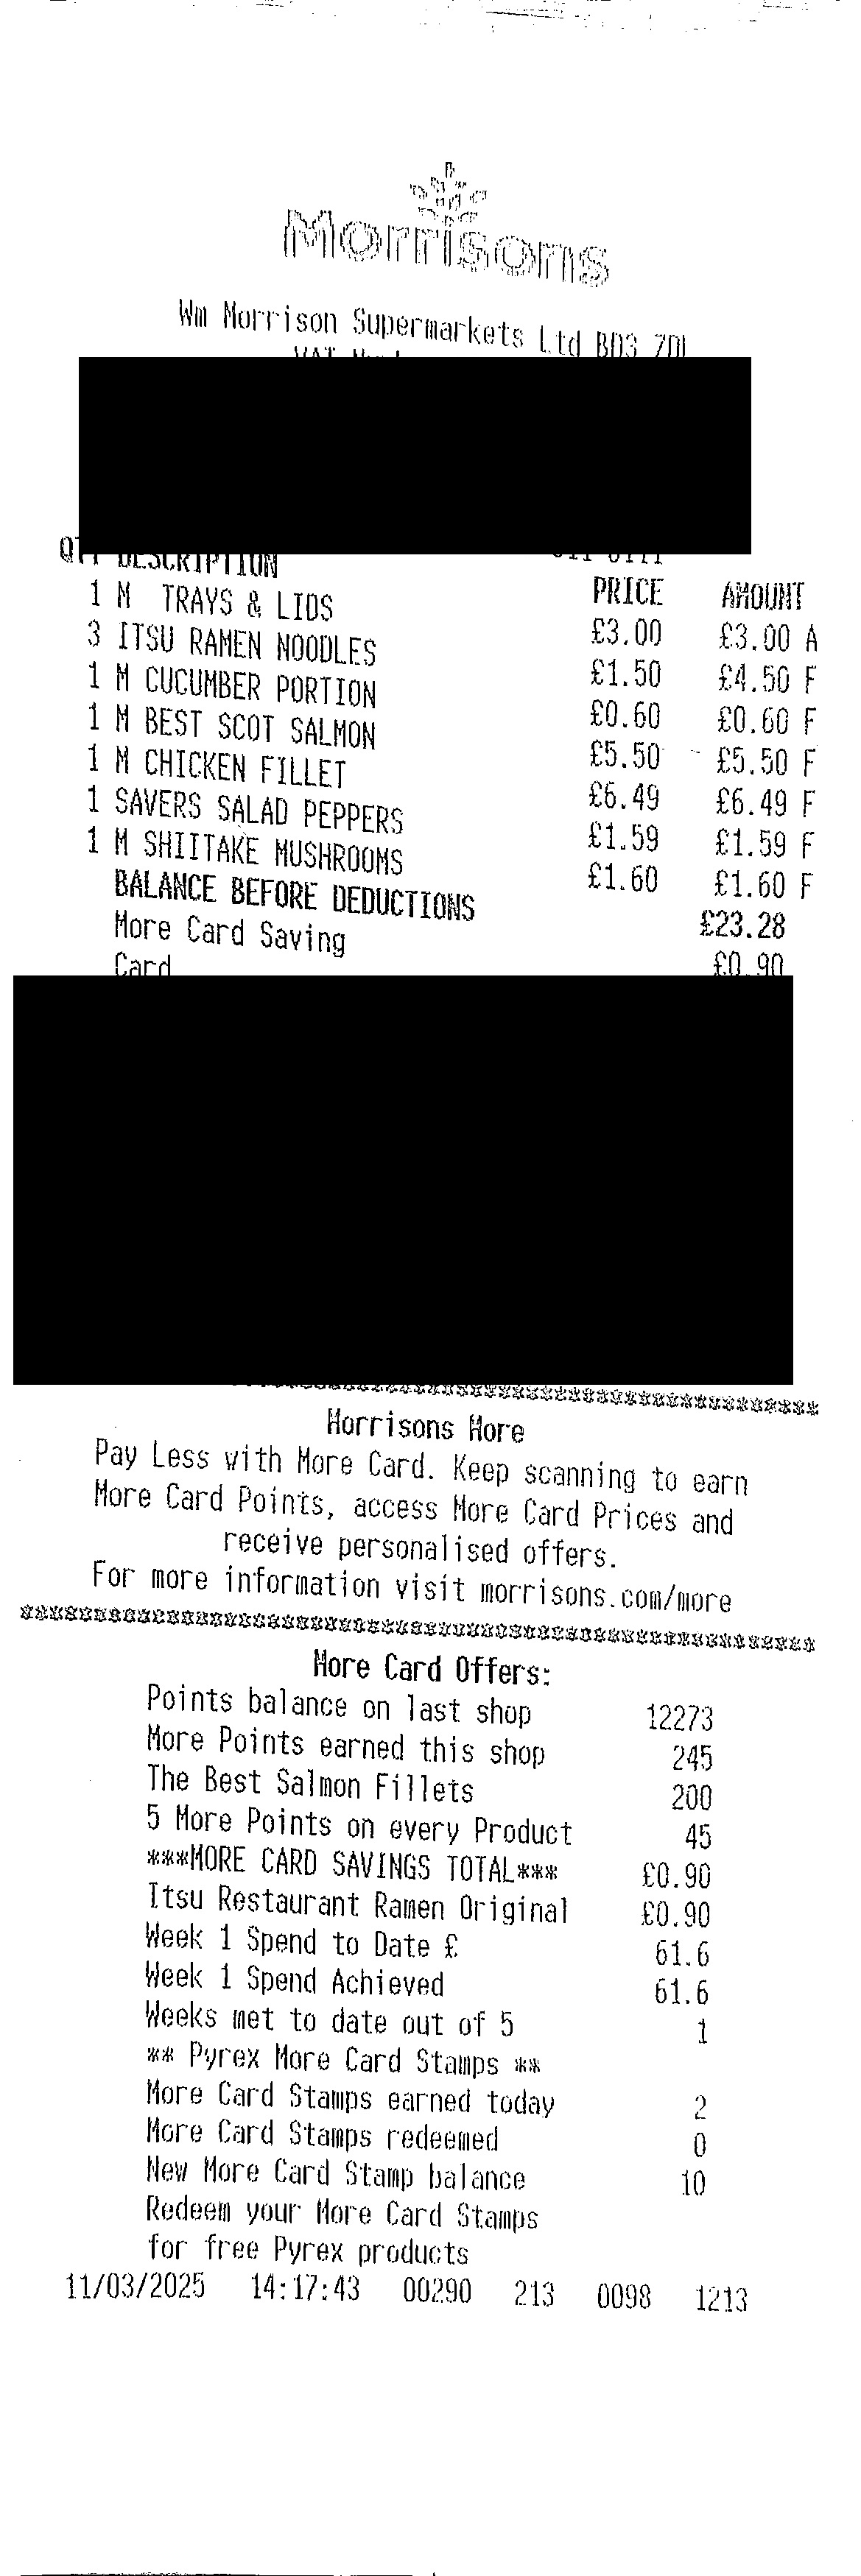 Morrisons
Wm Morrison Supermarkets Ltd BD3 7DL
VAT
QTY DESCRIPTION
PRICE AMOUNT
1 M TRAYS & LIDS £3.00 £3.00 A
3 ITSU RAMEN NOODLES £1.50 £4.50 F
1 M CUCUMBER PORTION £0.60 £0.60 F
1 M BEST SCOT SALMON £5.50 £5.50 F
1 M CHICKEN FILLET £6.49 £6.49 F
1 SAVERS SALAD PEPPERS £1.59 £1.59 F
1 M SHIITAKE MUSHROOMS £1.60 £1.60 F
BALANCE BEFORE DEDUCTIONS £23.28
More Card Saving £0.90
Card
Morrisons More
Pay Less with More Card. Keep scanning to earn
More Card Points, access More Card Prices and
receive personalised offers.
For more information visit morrisons.com/more
More Card Offers:
Points balance on last shop 12273
More Points earned this shop 245
The Best Salmon Fillets 200
5 More Points on every Product 45
***MORE CARD SAVINGS TOTAL*** £0.90
Itsu Restaurant Ramen Original £0.90
Week 1 Spend to Date £ 61.6
Week 1 Spend Achieved 61.6
Weeks met to date out of 5 1
** Pyrex More Card Stamps **
More Card Stamps earned today 2
More Card Stamps redeemed 0
New More Card Stamp balance 10
Redeem your More Card Stamps
for free Pyrex products
11/03/2025 14:17:43 00290 213 0098 1213